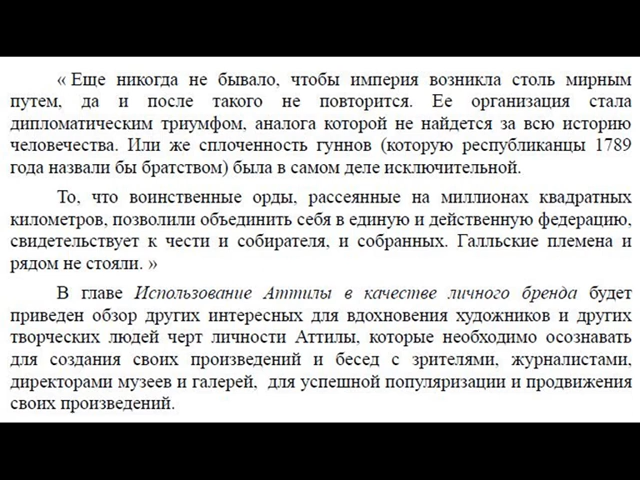 « Еще никогда не бывало, чтобы империя возникла столь мирным
путем, да и после такого не повторится. Ее организация стала
дипломатическим триумфом, аналога которой не найдется за всю историю
человечества. Или же сплоченность гуннов (которую республиканцы 1789
года назвали бы братством) была в самом деле исключительной.
То, что воинственные орды, рассеянные на миллионах квадратных
километров, позволили объединить себя в единую и действенную федерацию,
свидетельствует к чести и собирателя, и собранных. Галльские племена и
рядом не стояли. »
В главе Использование Аттилы в качестве личного бренда будет
приведен обзор других интересных для вдохновения художников и других
творческих людей черт личности Аттилы, которые необходимо осознавать
для создания своих произведений и бесед с зрителями, журналистами,
директорами музеев и галерей, для успешной популяризации и продвижения
своих произведений.